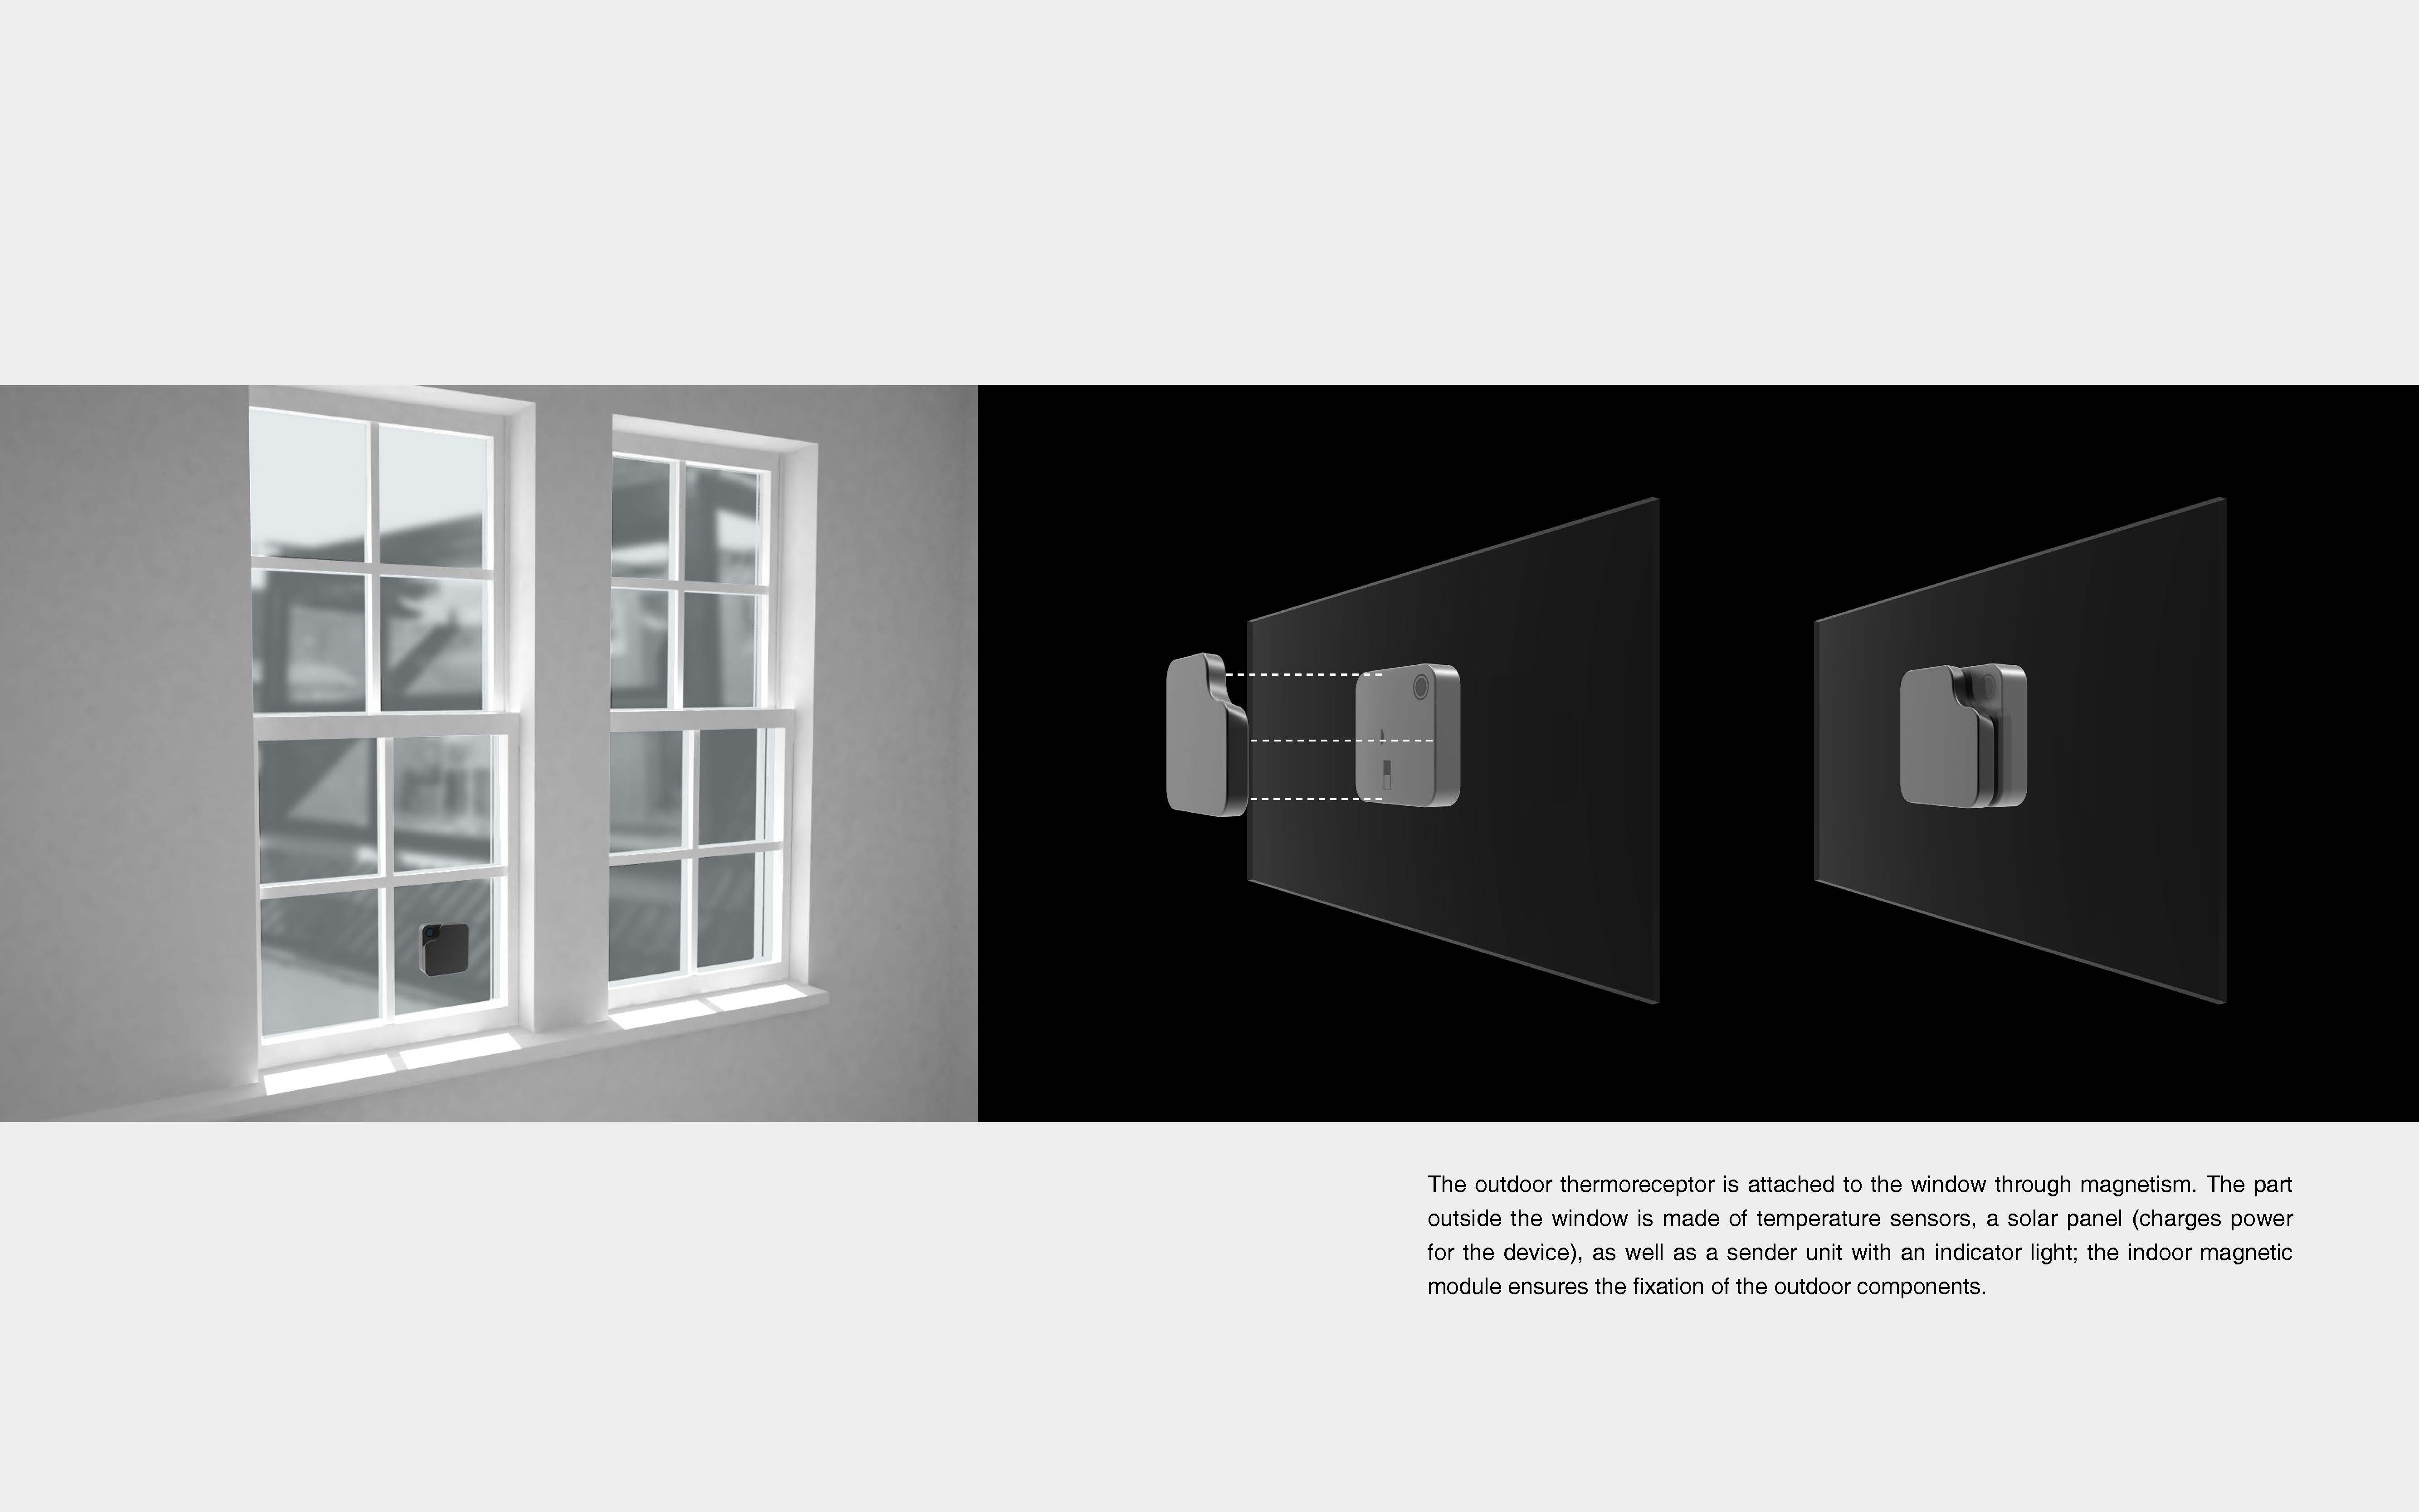 The outdoor thermoreceptor is attached to the window through magnetism. The part
outside the window is made of temperature sensors, a solar panel (charges power
for the device), as well as a sender unit with an indicator light; the indoor magnetic
module ensures the fixation of the outdoor components.